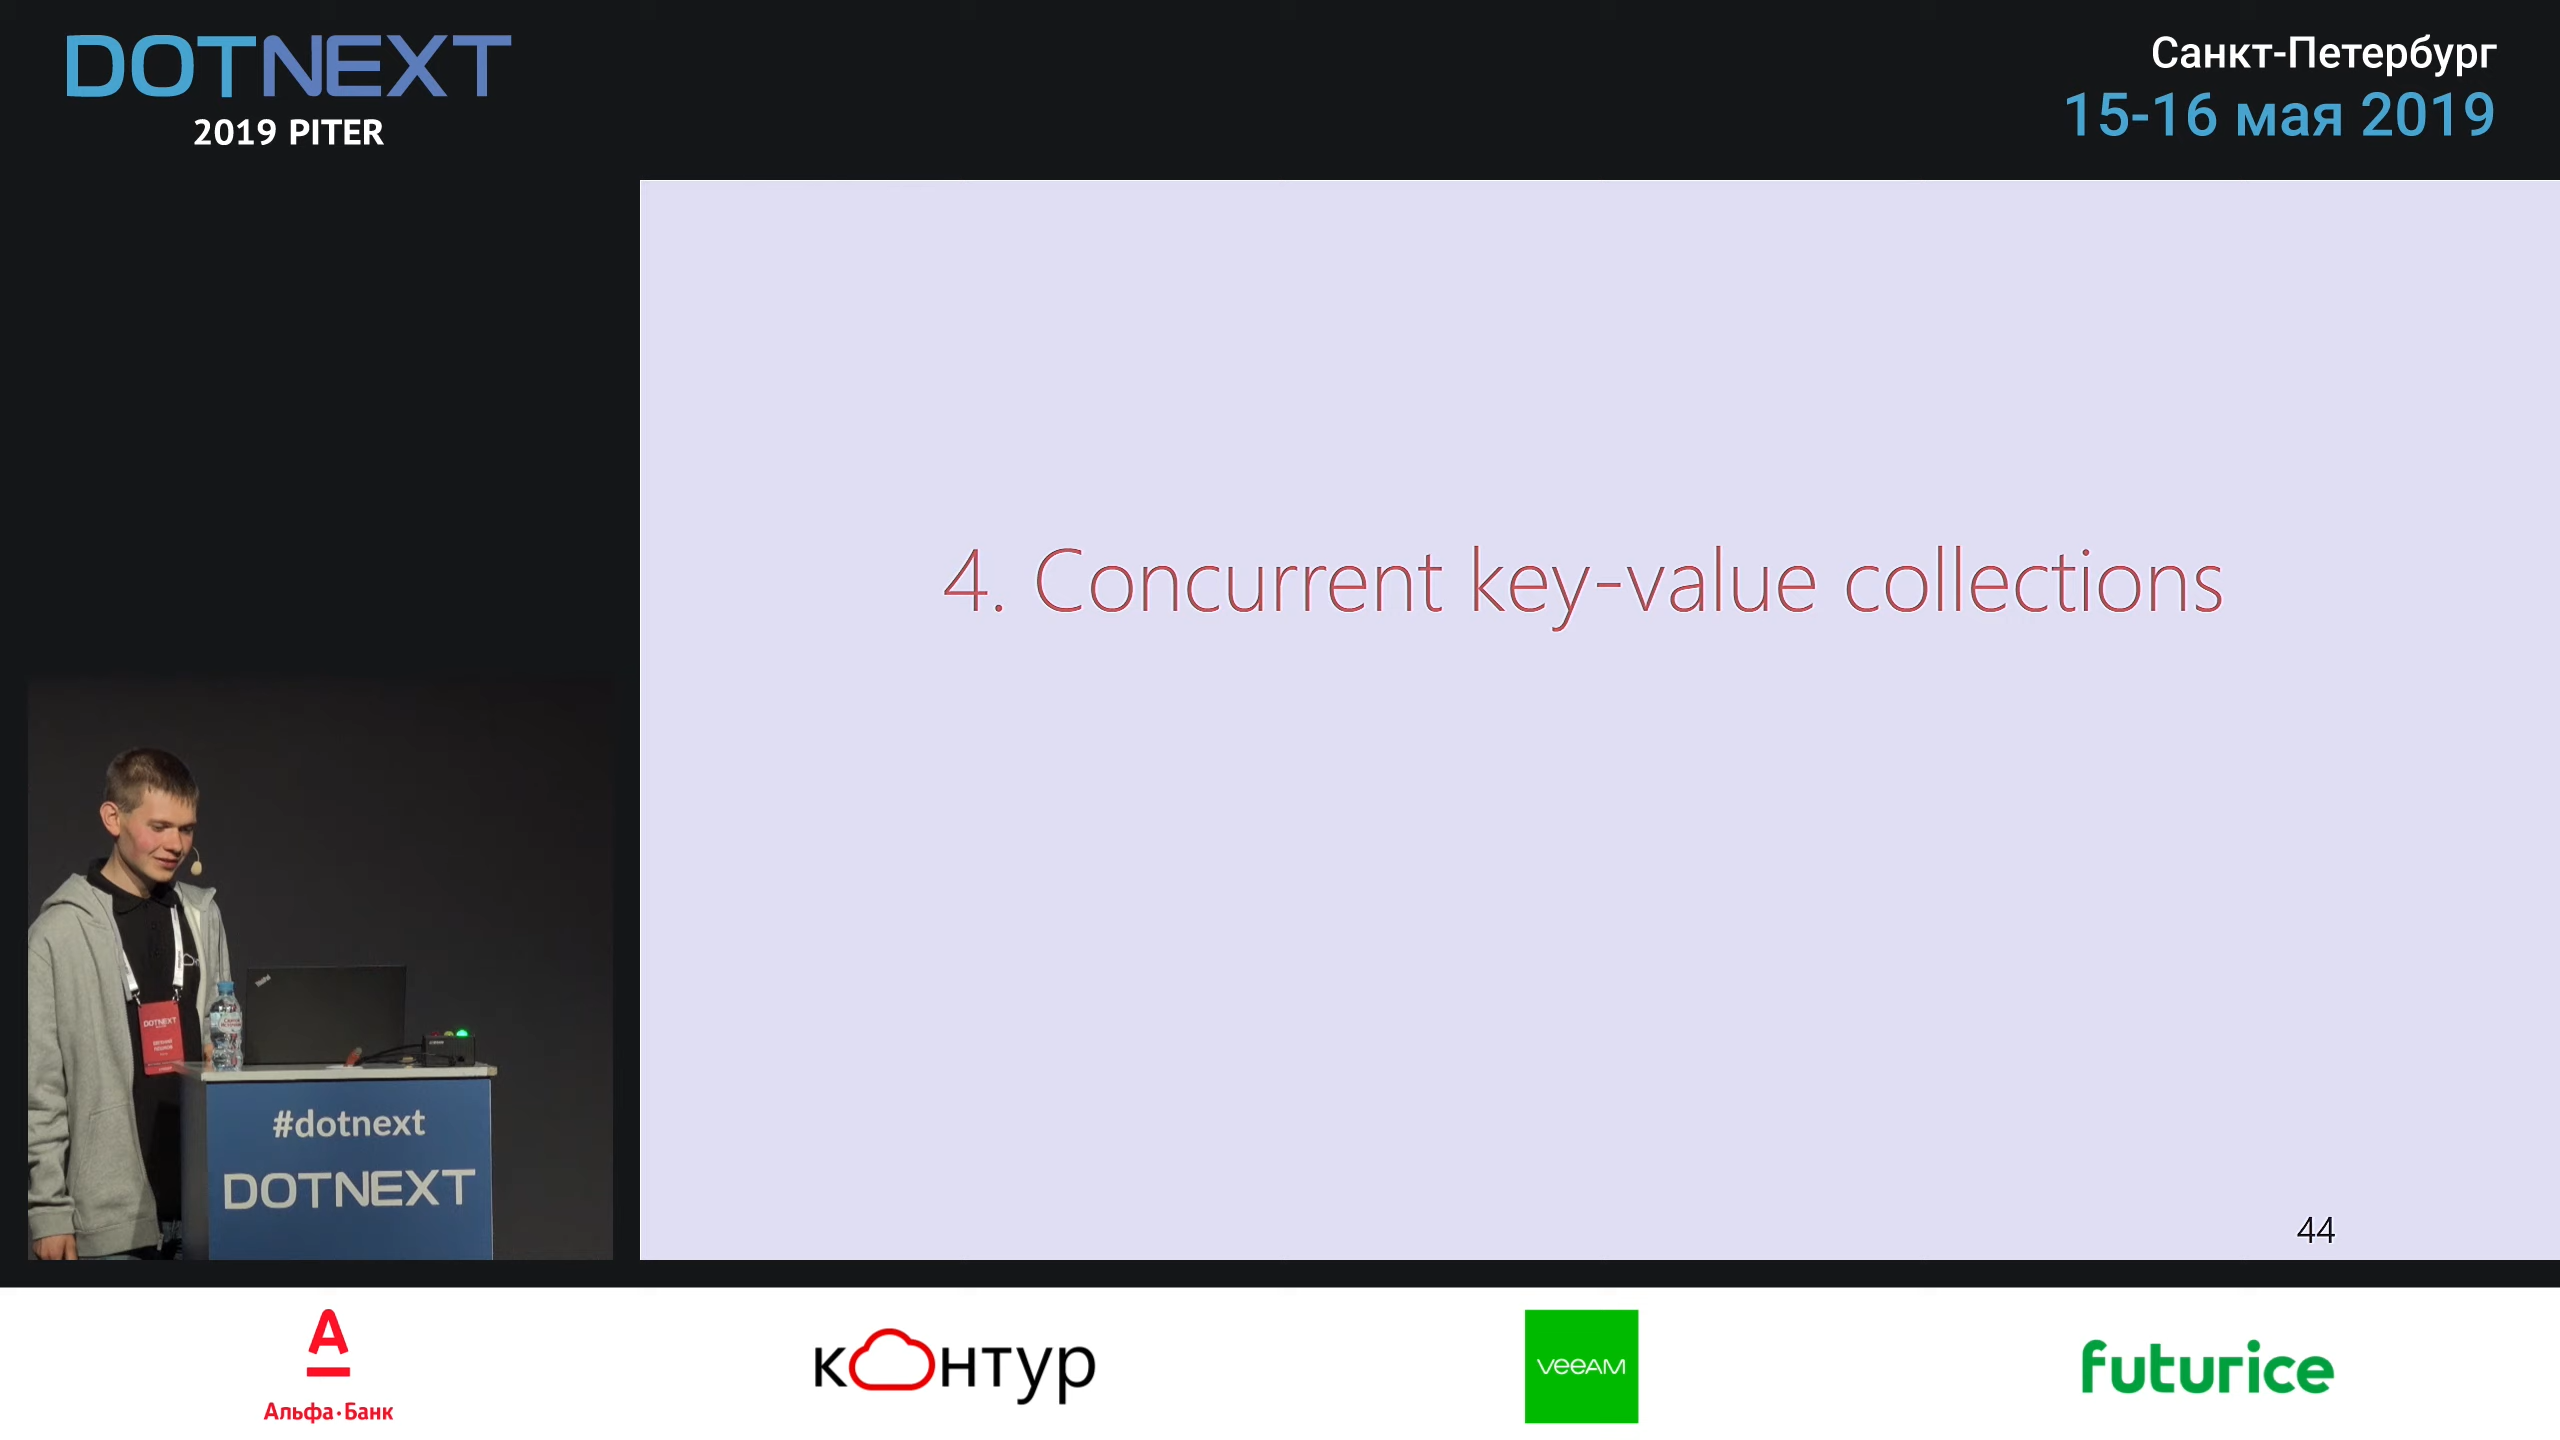 DOTNEXT
2019 PITER
Санкт-Петербург
15-16 мая 2019
4. Concurrent key-value collections
44
DOTNEXT
#dotnext
DOTNEXT
Альфа·Банк
контур
veeAM
futurice